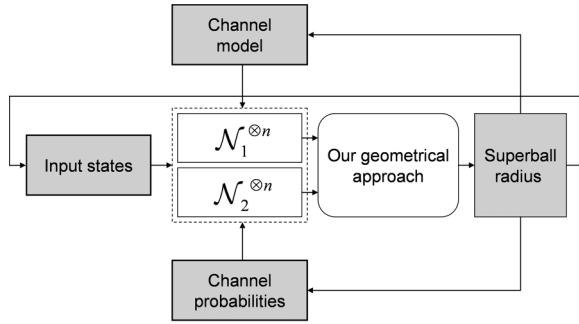 Channel
model
Input states
𝒩₁^⊗n
𝒩₂^⊗n
Our geometrical
approach
Superball
radius
Channel
probabilities